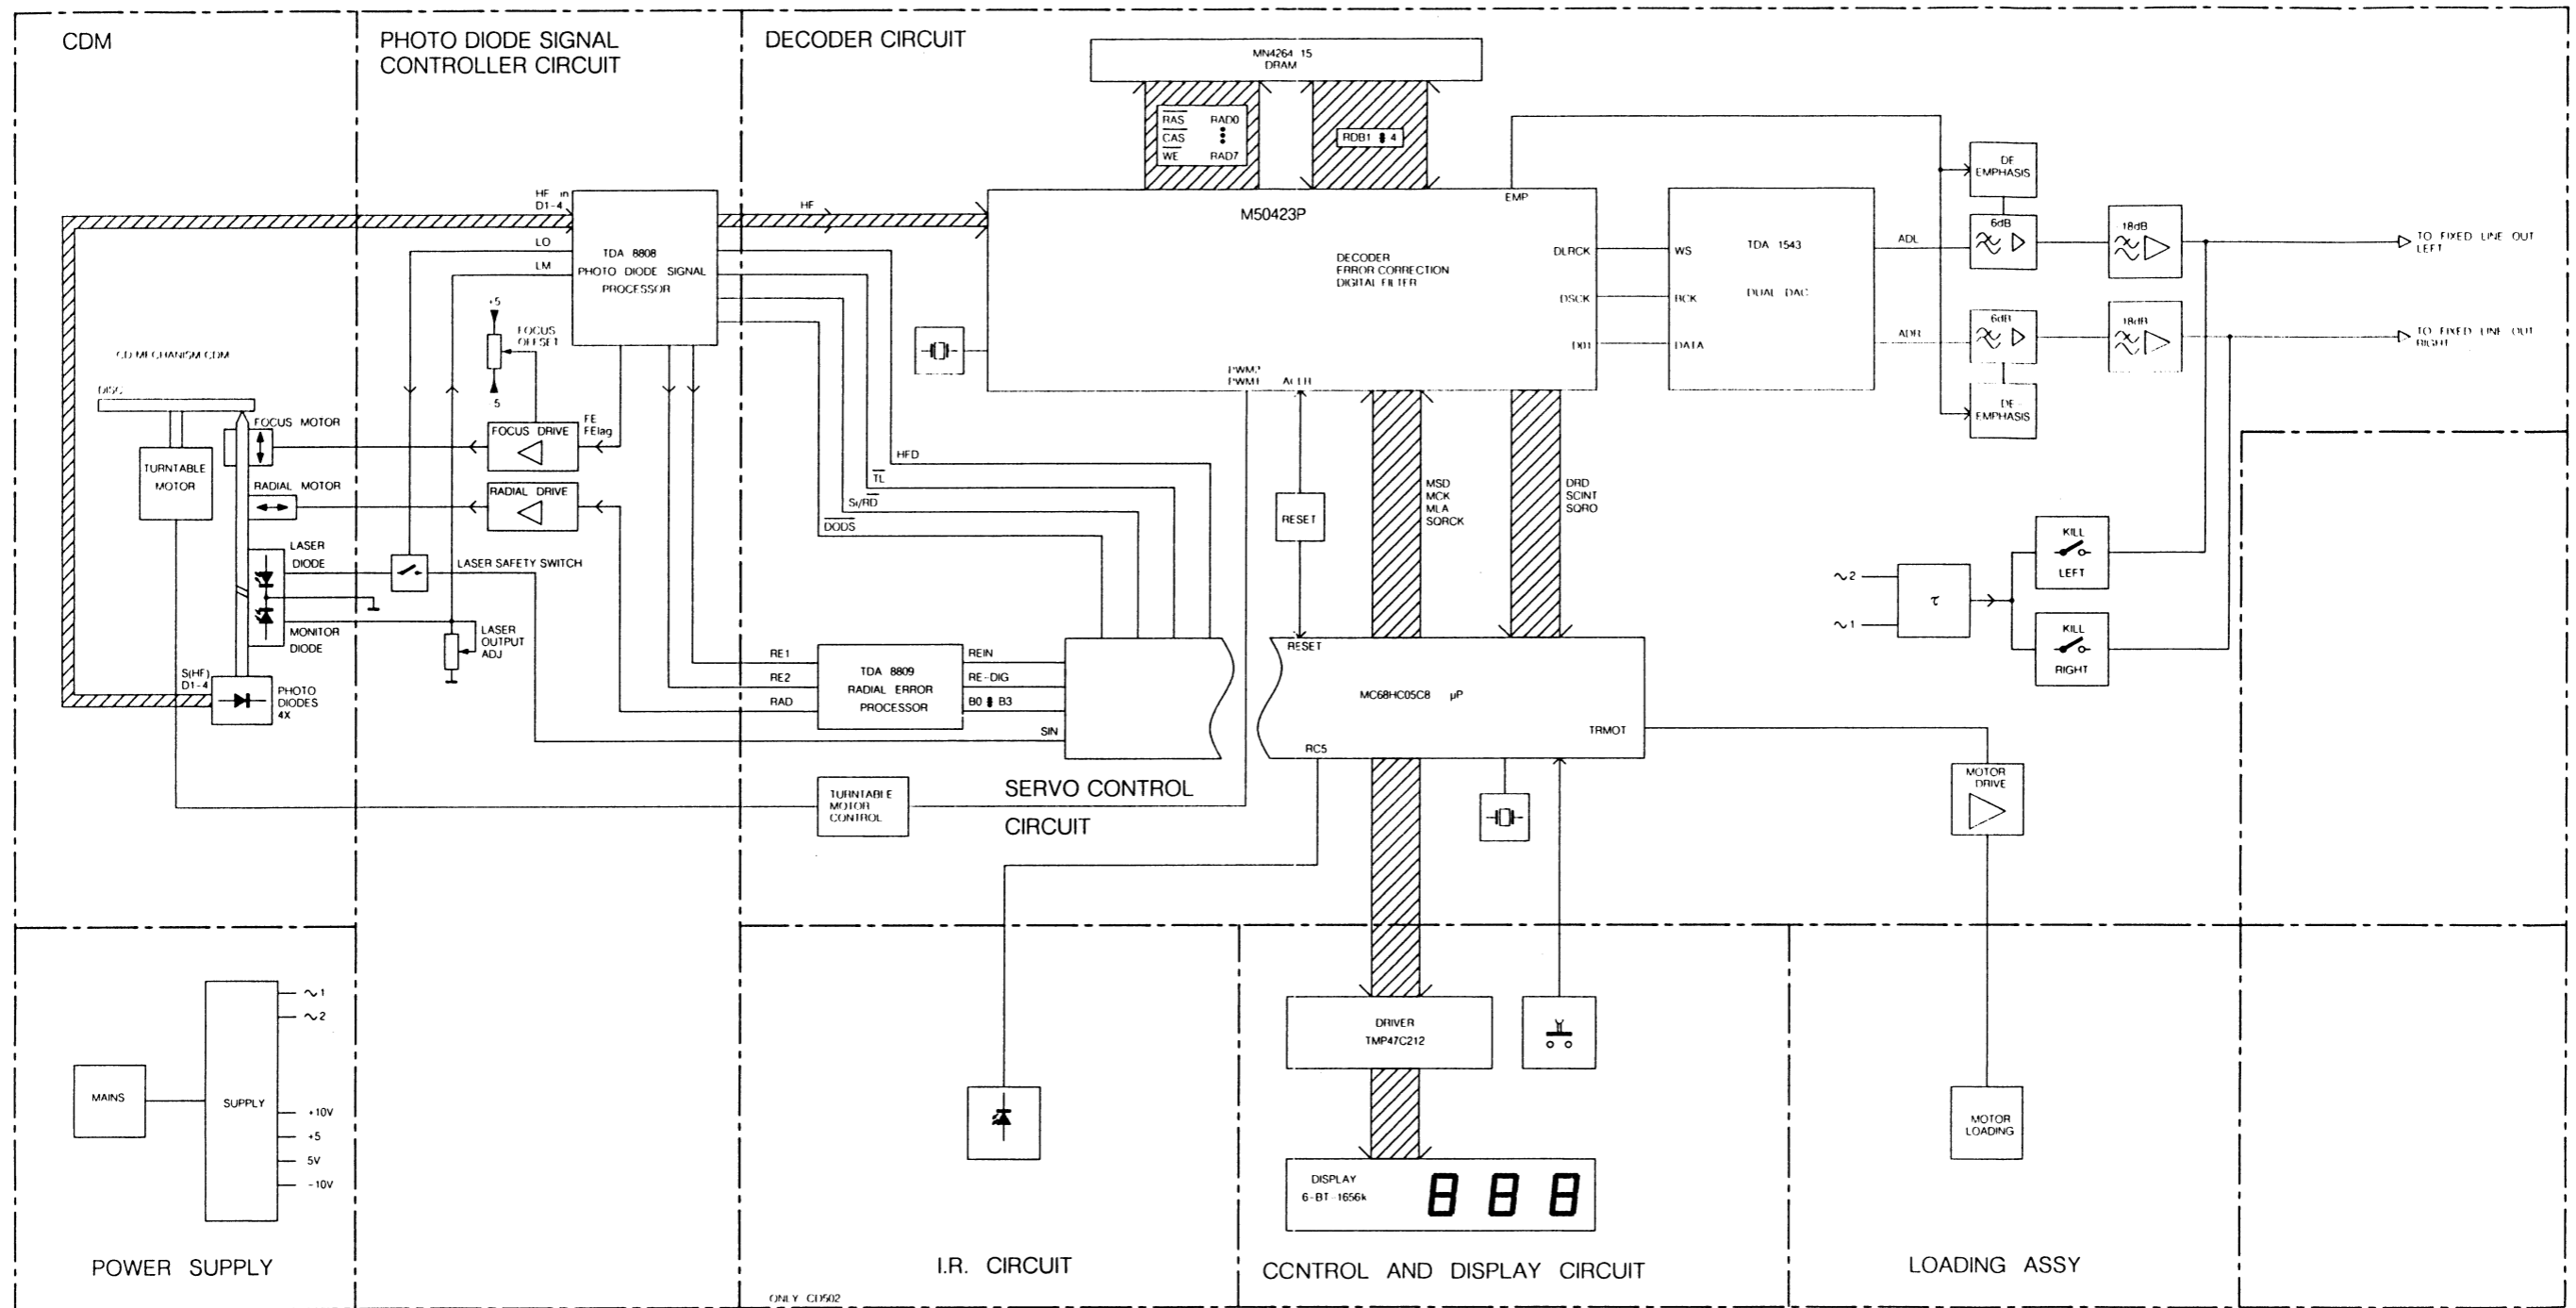 CDM
PHOTO DIODE SIGNAL
CONTROLLER CIRCUIT
DECODER CIRCUIT
MN4264 15
DRAM
RAS RAD0
CAS
WE RAD7
RDB1 4
HF in
D1-4
LO
LM
TDA 8808
PHOTO DIODE SIGNAL
PROCESSOR
HF
M50423P
EMP
DECODER
ERROR CORRECTION
DIGITAL FILTER
DLRCK
DSCK
DO1
PWM2
PWM1
ACLR
WS
BCK
DATA
TDA 1543
DUAL DAC
ADL
ADR
DE
EMPHASIS
6dB
18dB
TO FIXED LINE OUT
LEFT
6dB
18dB
TO FIXED LINE OUT
RIGHT
DE-
EMPHASIS
+5
FOCUS
OFFSET
5
CD MECHANISM CDM
DISC
FOCUS MOTOR
TURNTABLE
MOTOR
RADIAL MOTOR
FOCUS DRIVE
FE
FElag
RADIAL DRIVE
LASER
DIODE
LASER SAFETY SWITCH
MONITOR
DIODE
LASER
OUTPUT
ADJ
S(HF)
D1-4
PHOTO
DIODES
4X
HFD
TL
Si/RD
DODS
RESET
MSD
MCK
MLA
SQRCK
DRD
SCINT
SQRO
RE1
RE2
RAD
TDA 8809
RADIAL ERROR
PROCESSOR
REIN
RE-DIG
B0 B3
SIN
RESET
MC68HC05C8 µP
TRMOT
RC5
~2
~1
τ
KILL
LEFT
KILL
RIGHT
TURNTABLE
MOTOR
CONTROL
SERVO CONTROL
CIRCUIT
MOTOR
DRIVE
MAINS
SUPPLY
~1
~2
+10V
+5
5V
-10V
POWER SUPPLY
I.R. CIRCUIT
ONLY CD502
DRIVER
TMP47C212
DISPLAY
6-BT-1656k
888
CONTROL AND DISPLAY CIRCUIT
MOTOR
LOADING
LOADING ASSY